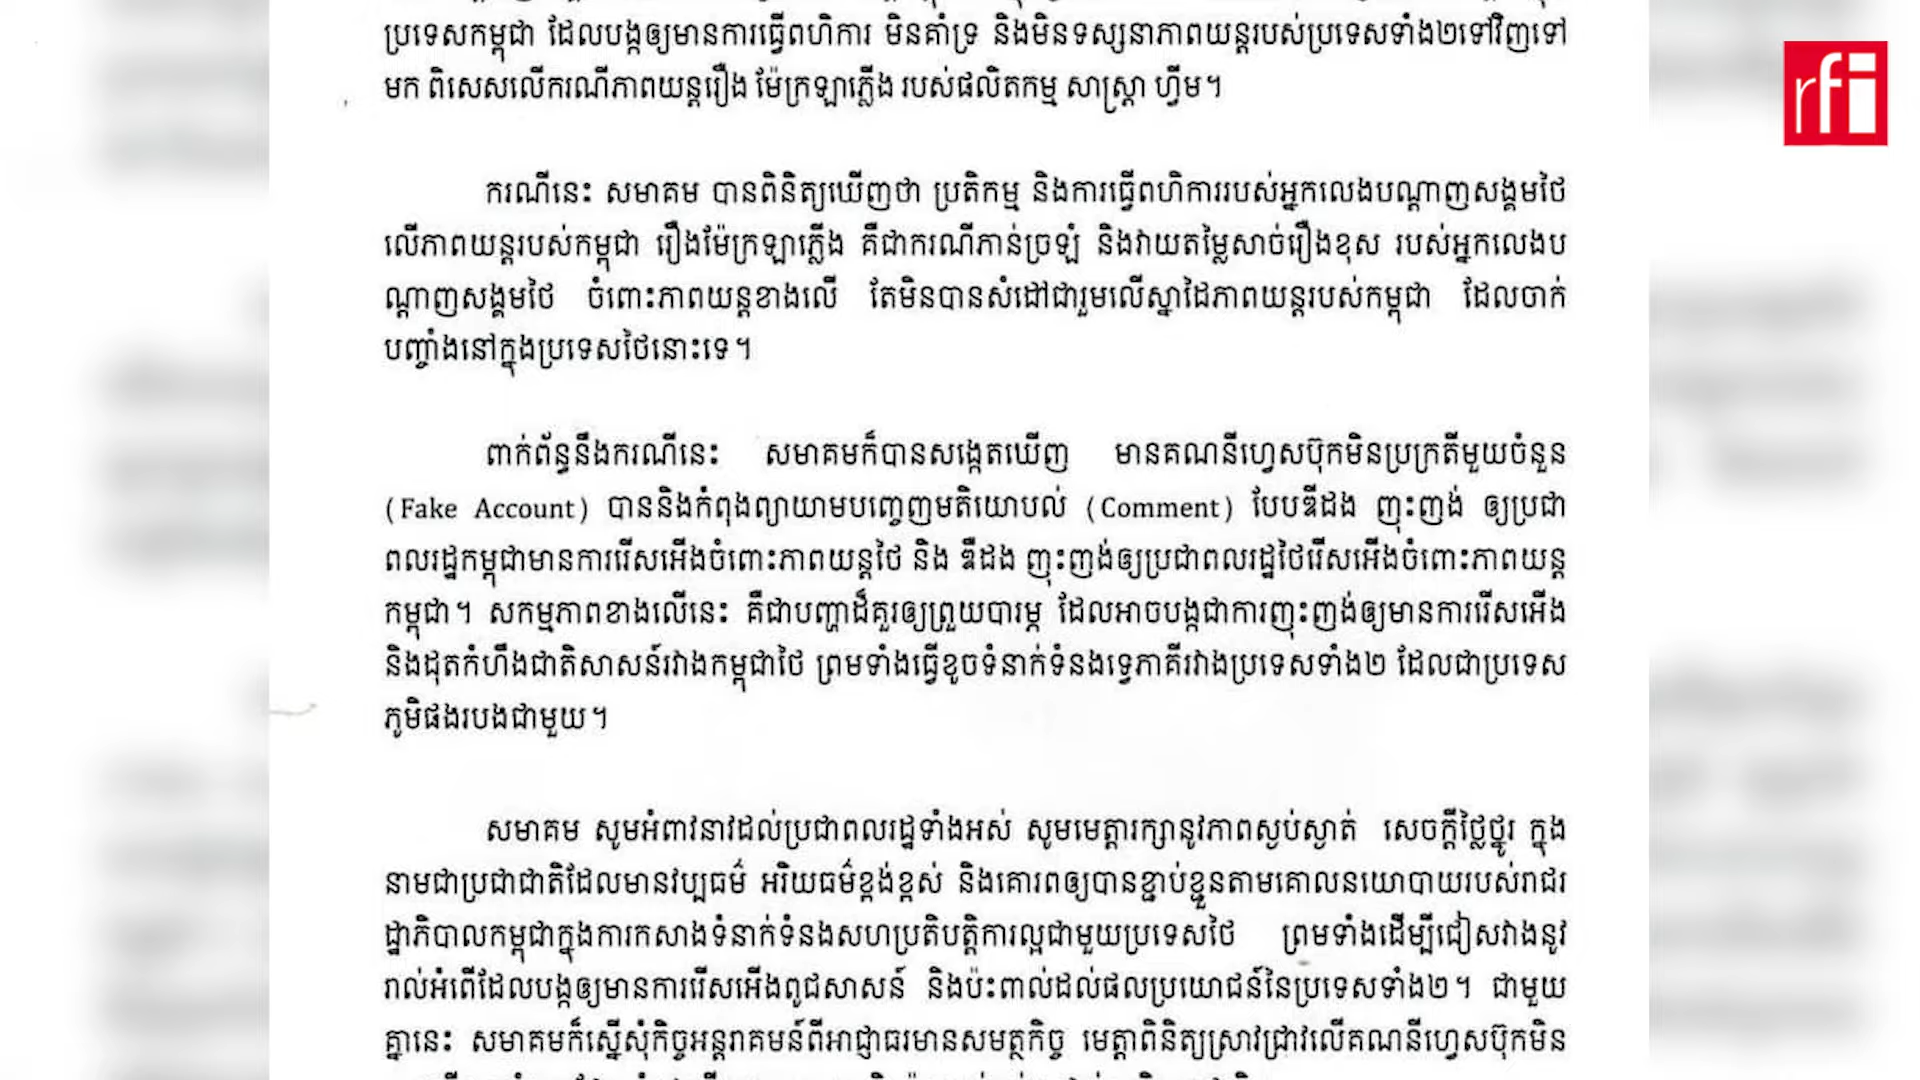 ប្រទេសកម្ពុជា ដែលបង្កឲ្យមានការធ្វើពហិការ មិនគាំទ្រ និងមិនទស្សនាភាពយន្តរបស់ប្រទេសទាំង២ទៅវិញទៅ
មក ពិសេសលើករណីភាពយន្តរឿង ម៉ែក្រឡាភ្លើង របស់ផលិតកម្ម សាស្ត្រា ហ្វីម។
rfi
ករណីនេះ សមាគម បានពិនិត្យឃើញថា ប្រតិកម្ម និងការធ្វើពហិការរបស់អ្នកលេងបណ្តាញសង្គមថៃ
លើភាពយន្តរបស់កម្ពុជា រឿងម៉ែក្រឡាភ្លើង គឺជាករណីភាន់ច្រឡំ និងវាយតម្លៃសាច់រឿងខុស របស់អ្នកលេងប
ណ្តាញសង្គមថៃ ចំពោះភាពយន្តខាងលើ តែមិនបានសំដៅជារួមលើស្នាដៃភាពយន្តរបស់កម្ពុជា ដែលចាក់
បញ្ចាំងនៅក្នុងប្រទេសថៃនោះទេ។
ពាក់ព័ន្ធនឹងករណីនេះ សមាគមក៏បានសង្កេតឃើញ មានគណនីហ្វេសប៊ុកមិនប្រក្រតីមួយចំនួន
(Fake Account) បាននិងកំពុងព្យាយាមបញ្ចេញមតិយោបល់ (Comment) បែបឌឺដង ញុះញង់ ឲ្យប្រជា
ពលរដ្ឋកម្ពុជាមានការរើសអើងចំពោះភាពយន្តថៃ និង ឌឺដង ញុះញង់ឲ្យប្រជាពលរដ្ឋថៃរើសអើងចំពោះភាពយន្ត
កម្ពុជា។ សកម្មភាពខាងលើនេះ គឺជាបញ្ហាដ៏គួរឲ្យព្រួយបារម្ភ ដែលអាចបង្កជាការញុះញង់ឲ្យមានការរើសអើង
និងដុតកំហឹងជាតិសាសន៍រវាងកម្ពុជាថៃ ព្រមទាំងធ្វើខូចទំនាក់ទំនងទ្វេភាគីរវាងប្រទេសទាំង២ ដែលជាប្រទេស
ភូមិផងរបងជាមួយ។
សមាគម សូមអំពាវនាវដល់ប្រជាពលរដ្ឋទាំងអស់ សូមមេត្តារក្សានូវភាពស្ងប់ស្ងាត់ សេចក្តីថ្លៃថ្នូរ ក្នុង
នាមជាប្រជាជាតិដែលមានវប្បធម៌ អរិយធម៌ខ្ពង់ខ្ពស់ និងគោរពឲ្យបានខ្ជាប់ខ្ជួនតាមគោលនយោបាយរបស់រាជរ
ដ្ឋាភិបាលកម្ពុជាក្នុងការកសាងទំនាក់ទំនងសហប្រតិបត្តិការល្អជាមួយប្រទេសថៃ ព្រមទាំងដើម្បីជៀសវាងនូវ
រាល់អំពើដែលបង្កឲ្យមានការរើសអើងពូជសាសន៍ និងប៉ះពាល់ដល់ផលប្រយោជន៍នៃប្រទេសទាំង២។ ជាមួយ
គ្នានេះ សមាគមក៏ស្នើសុំកិច្ចអន្តរាគមន៍ពីអាជ្ញាធរមានសមត្ថកិច្ច មេត្តាពិនិត្យស្រាវជ្រាវលើគណនីហ្វេសប៊ុកមិន